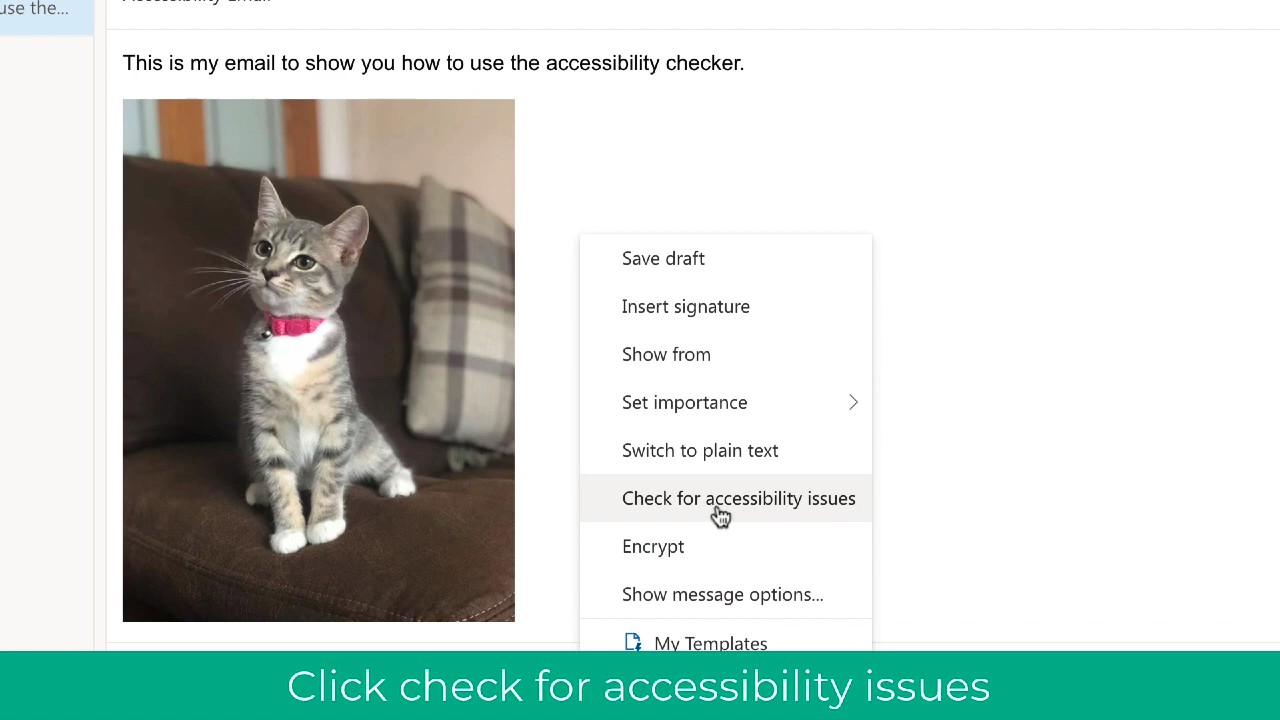 use the...
Accessibility Email
This is my email to show you how to use the accessibility checker.
Save draft
Insert signature
Show from
Set importance
Switch to plain text
Check for accessibility issues
Encrypt
Show message options...
My Templates
Click check for accessibility issues